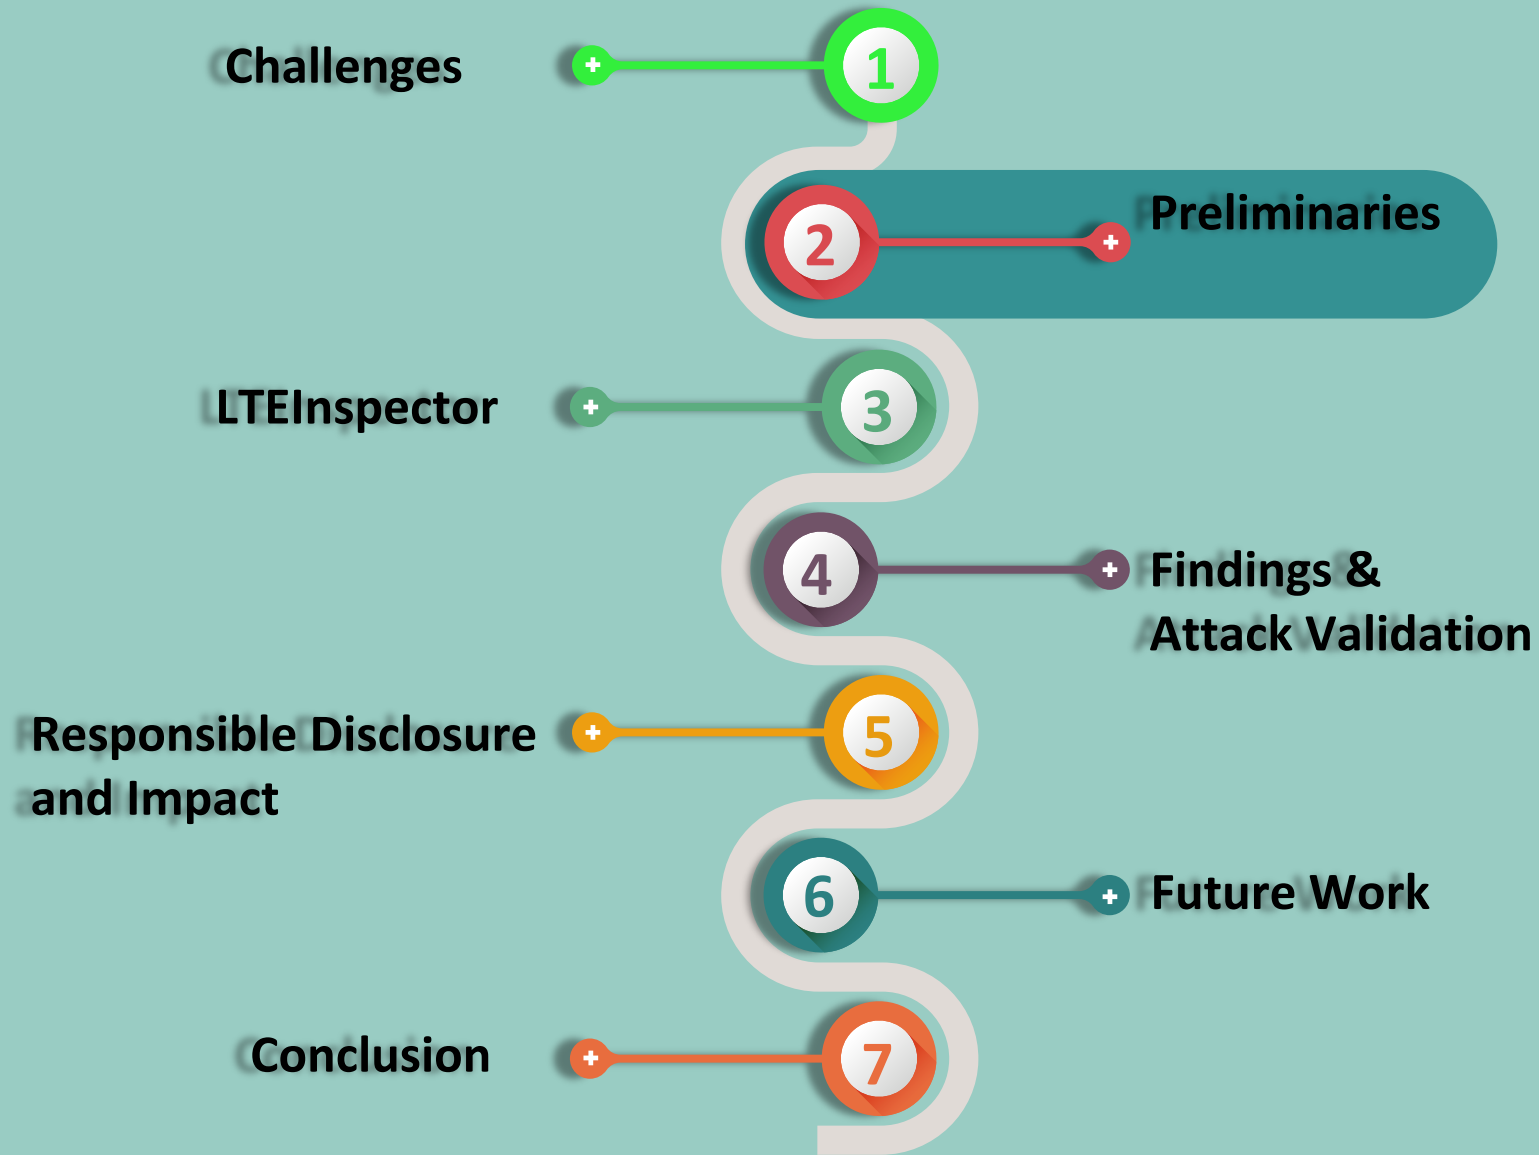 Challenges
1
2
Preliminaries
LTEInspector
3
4
Findings &
Attack Validation
Responsible Disclosure
and Impact
5
6
Future Work
Conclusion
7